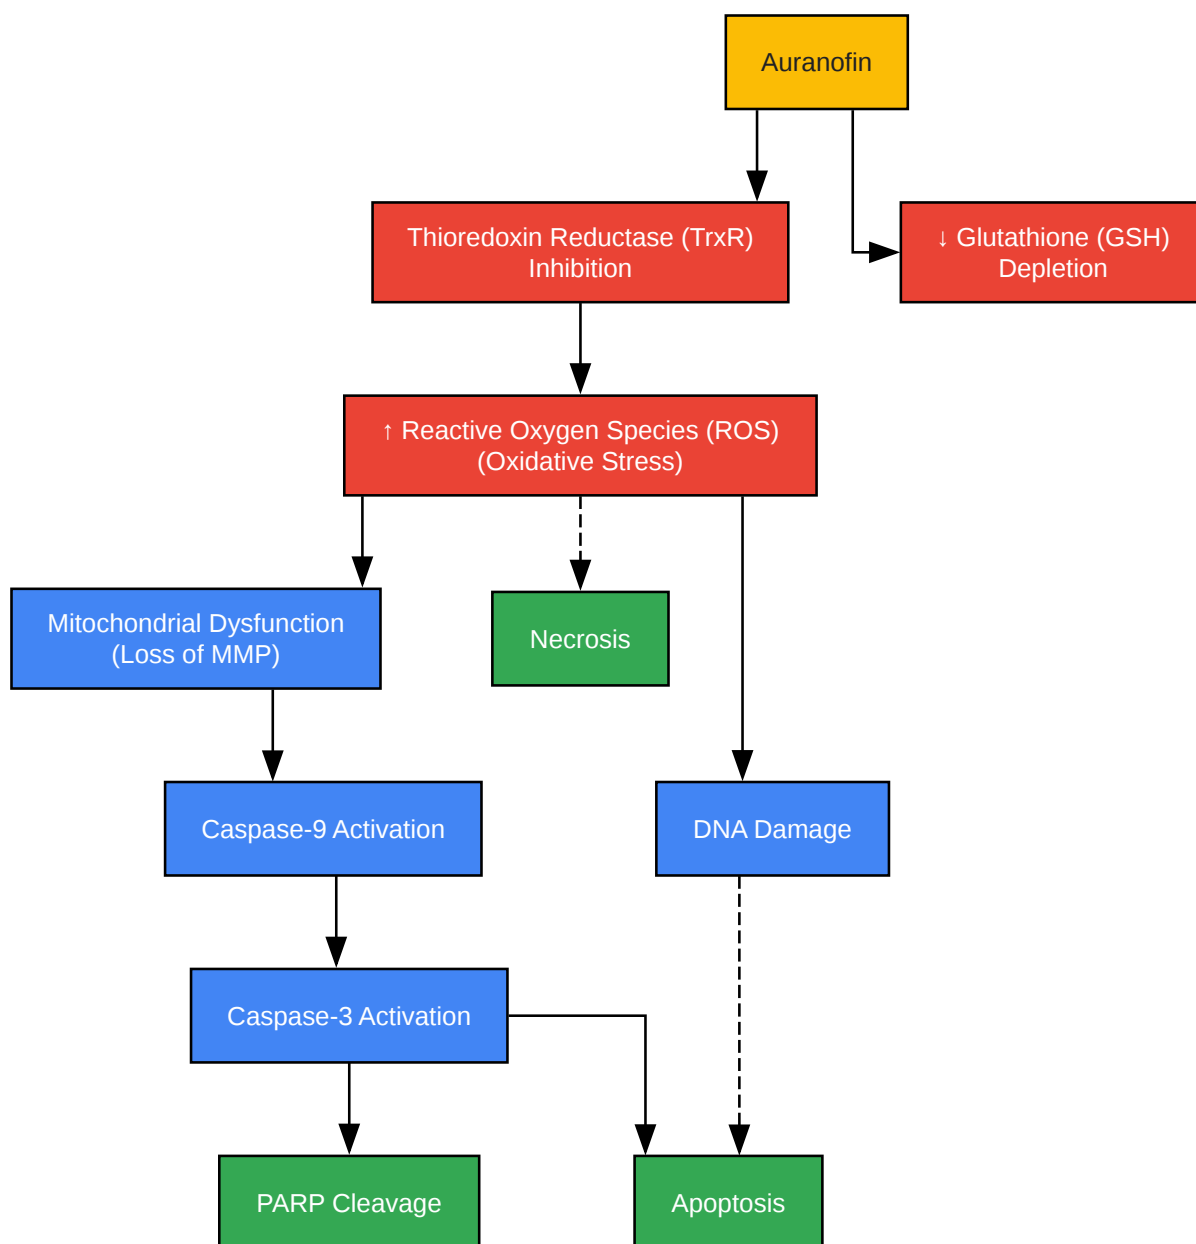 Auranofin
Thioredoxin Reductase (TrxR)
Inhibition
↓ Glutathione (GSH)
Depletion
↑ Reactive Oxygen Species (ROS)
(Oxidative Stress)
Mitochondrial Dysfunction
(Loss of MMP)
Necrosis
Caspase-9 Activation
DNA Damage
Caspase-3 Activation
PARP Cleavage
Apoptosis